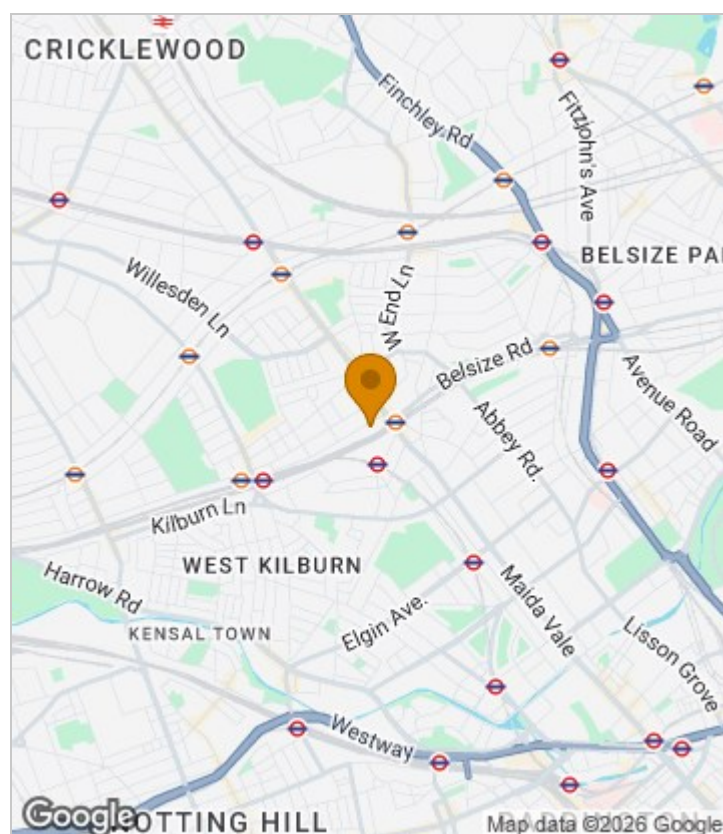 CRICKLEWOOD
Finchley Rd
Fitzjohn's Ave
BELSIZE PA
Willesden Ln
W End Ln
Belsize Rd
Avenue Road
Abbey Rd.
Kilburn Ln
WEST KILBURN
Harrow Rd
Maida Vale
Elgin Ave.
KENSAL TOWN
Lisson Grove
Westway
Google
NOTTING HILL
Map data ©2026 Google